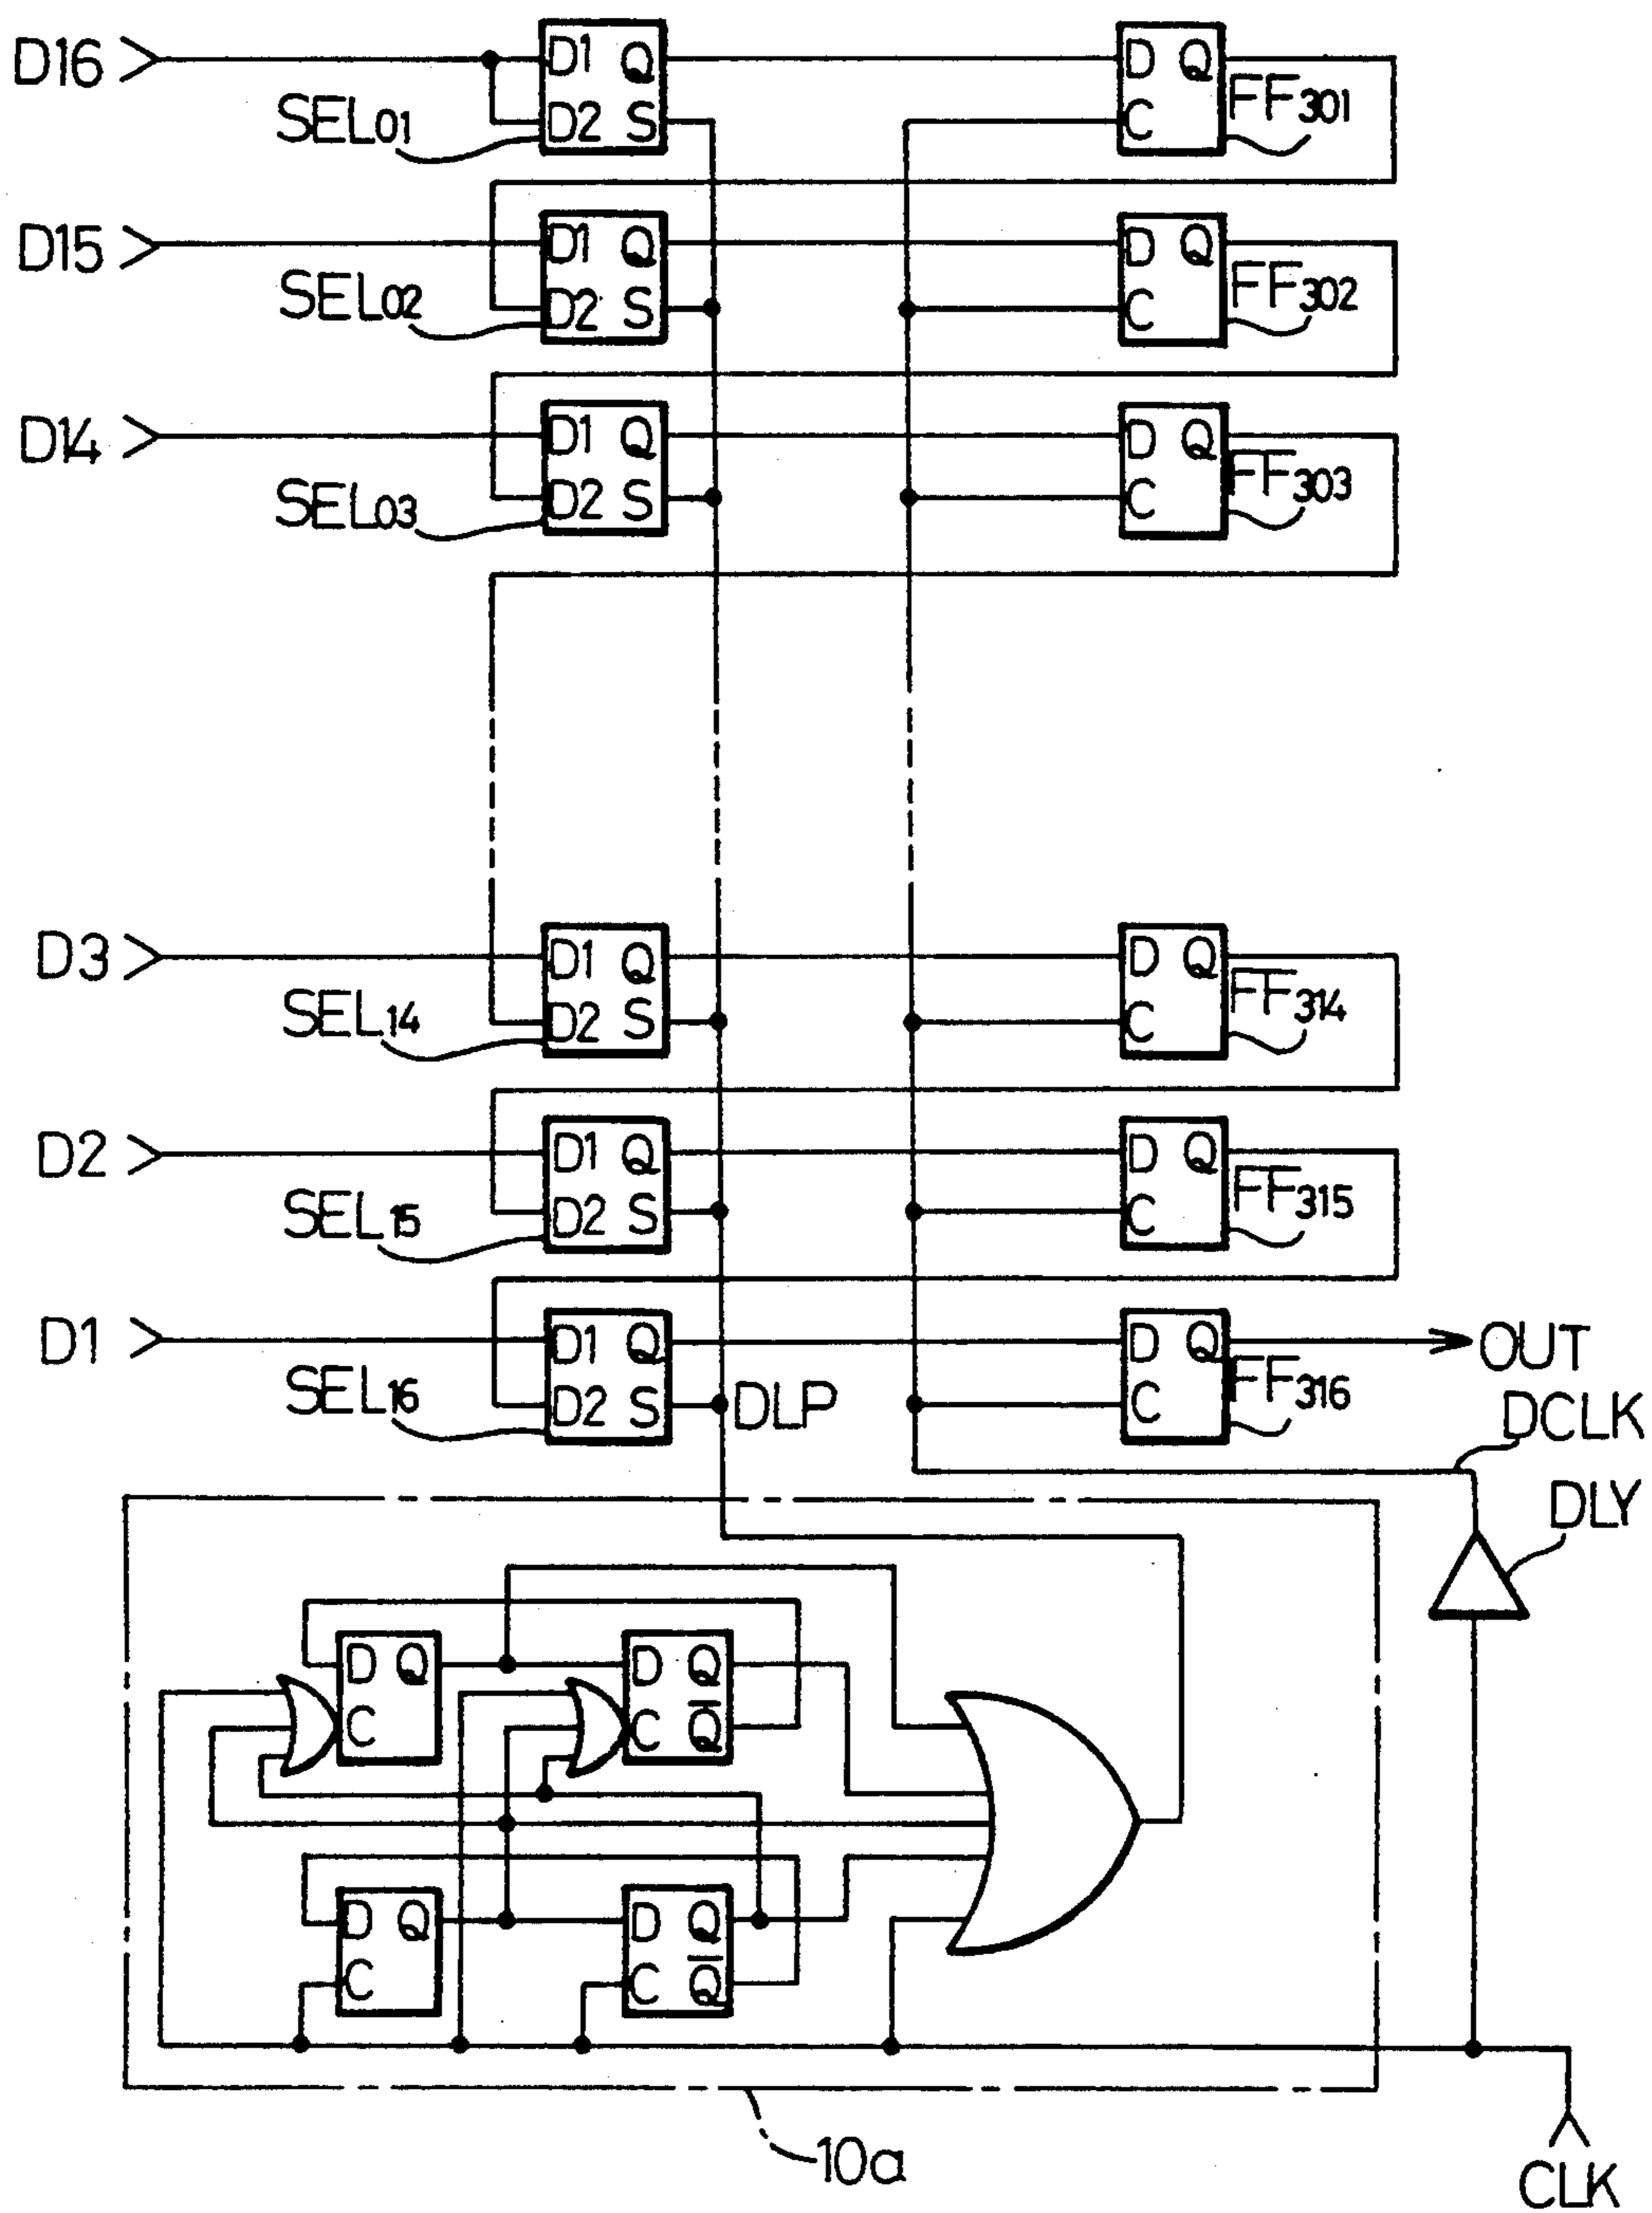 D16
D1 Q
D2 S
SEL01
D Q
C
FF301
D15
D1 Q
D2 S
SEL02
D Q
C
FF302
D14
D1 Q
D2 S
SEL03
D Q
C
FF303
D3
D1 Q
D2 S
SEL14
D Q
C
FF314
D2
D1 Q
D2 S
SEL15
D Q
C
FF315
D1
D1 Q
D2 S
SEL16
DLP
D Q
C
FF316
OUT
DCLK
DLY
D Q
C
D Q
C Q̅
D Q
C
D Q
C Q̅
10a
CLK